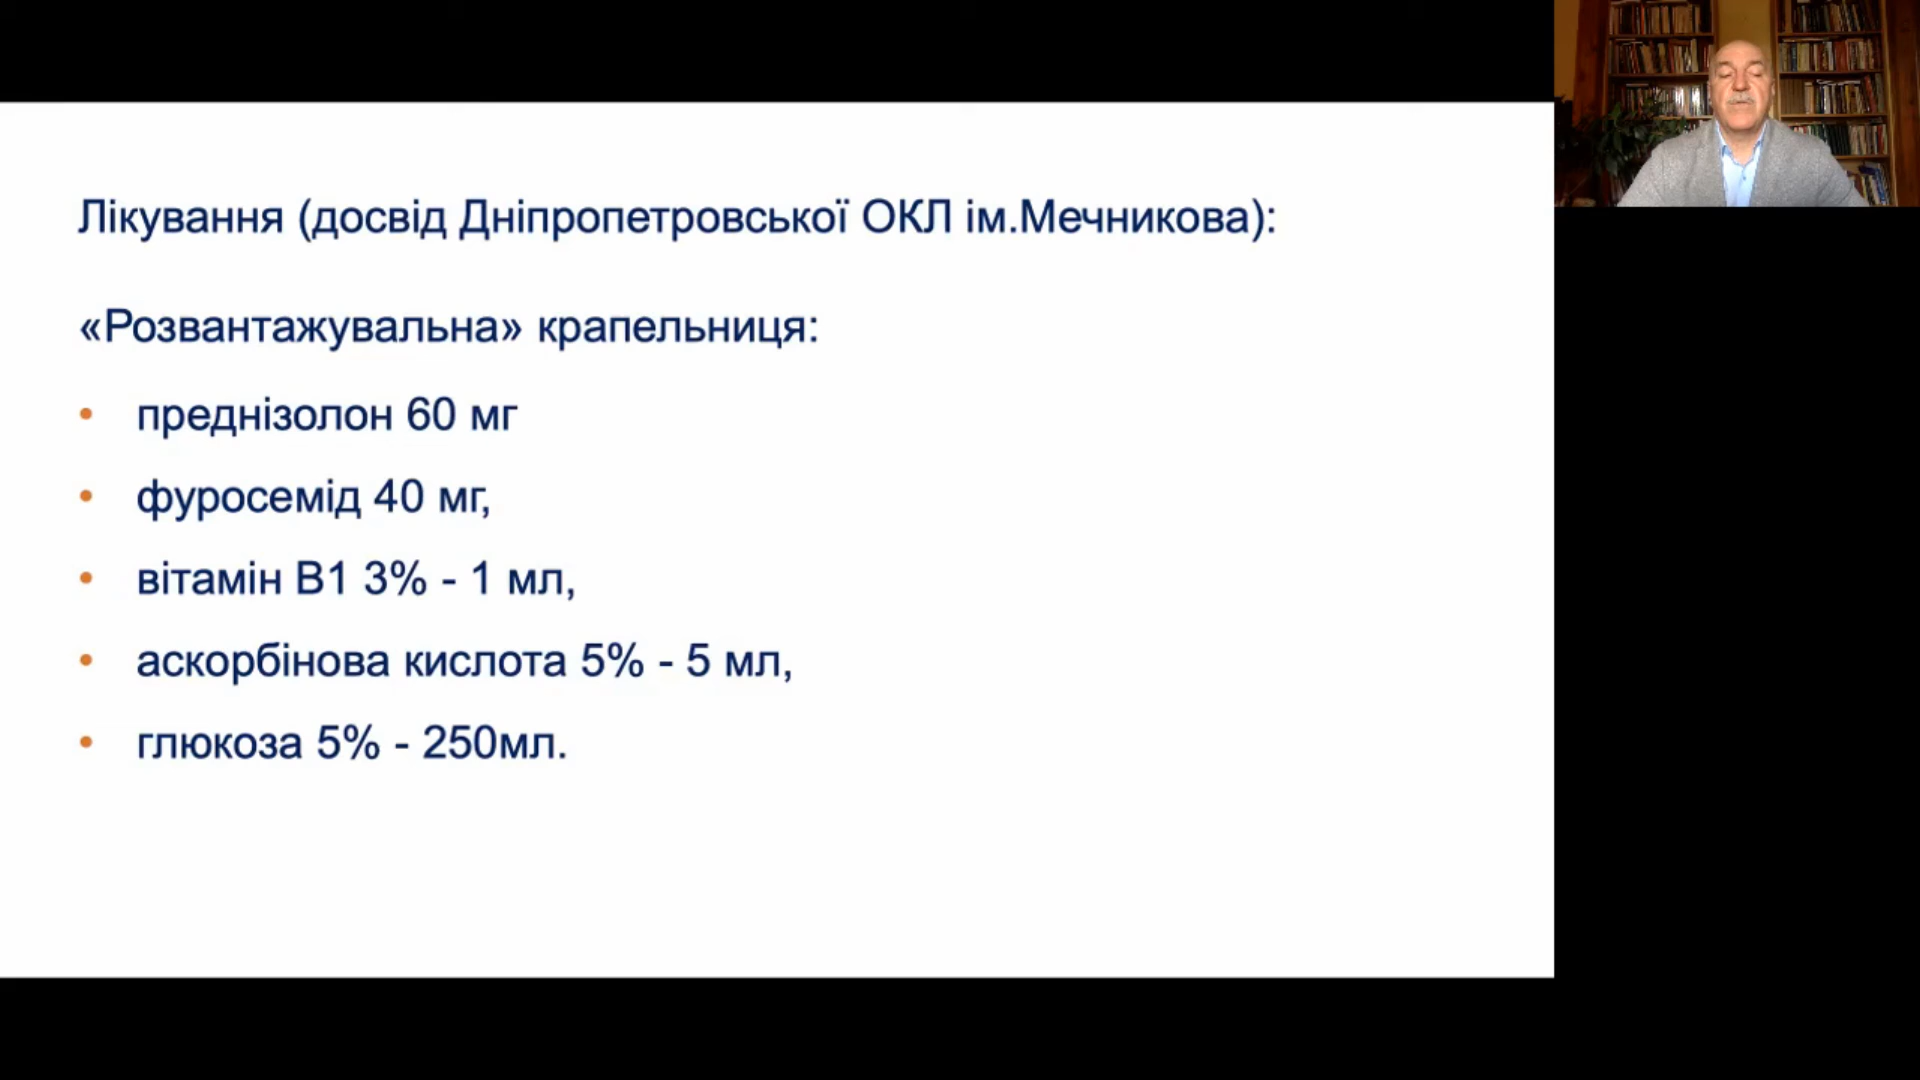 Лікування (досвід Дніпропетровської ОКЛ ім.Мечникова):
«Розвантажувальна» крапельниця:
• преднізолон 60 мг
• фуросемід 40 мг,
• вітамін В1 3% - 1 мл,
• аскорбінова кислота 5% - 5 мл,
• глюкоза 5% - 250мл.